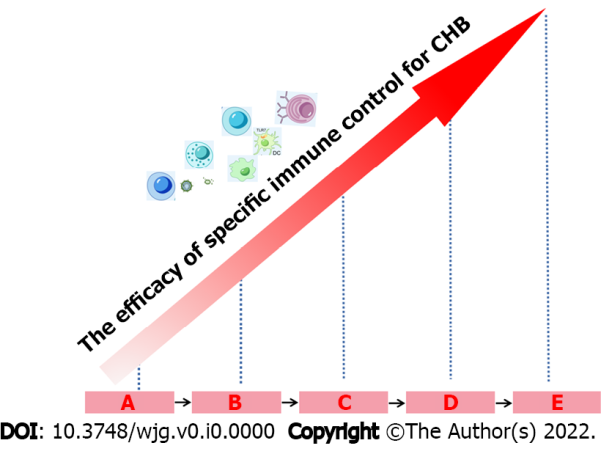 The efficacy of specific immune control for CHB
TLR7
DC
A B C D E
DOI: 10.3748/wjg.v0.i0.0000 Copyright ©The Author(s) 2022.